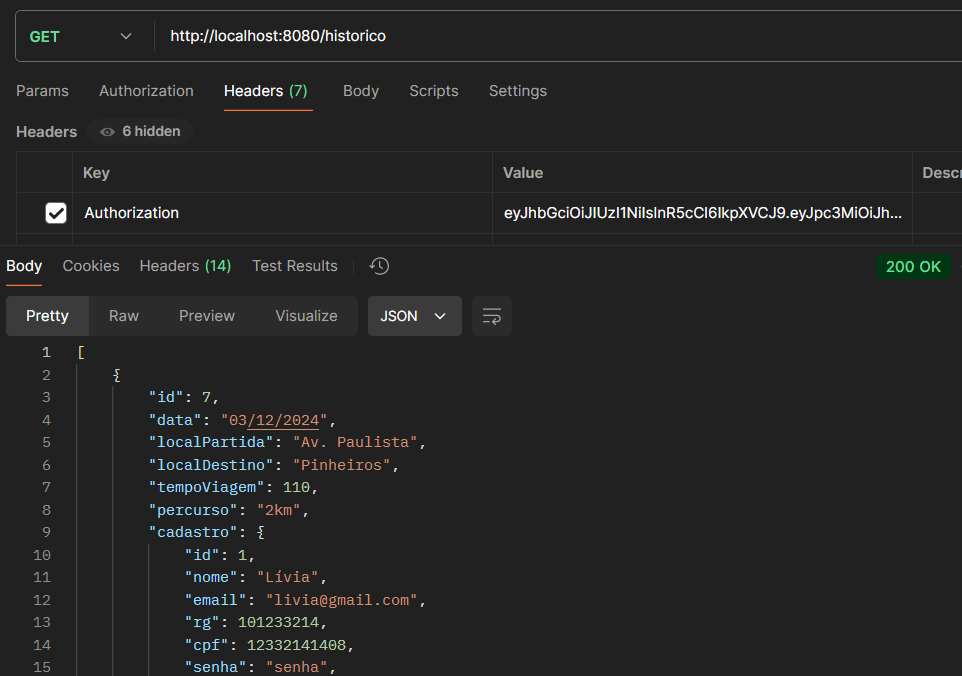 GET http://localhost:8080/historico
Params Authorization Headers (7) Body Scripts Settings
Headers 6 hidden
Key Value Descr
Authorization eyJhbGciOiJIUzI1NiIsInR5cCI6IkpXVCJ9.eyJpc3MiOiJh...
Body Cookies Headers (14) Test Results 200 OK
Pretty Raw Preview Visualize JSON
1 [
2 {
3 "id": 7,
4 "data": "03/12/2024",
5 "localPartida": "Av. Paulista",
6 "localDestino": "Pinheiros",
7 "tempoViagem": 110,
8 "percurso": "2km",
9 "cadastro": {
10 "id": 1,
11 "nome": "Lívia",
12 "email": "livia@gmail.com",
13 "rg": 101233214,
14 "cpf": 12332141408,
15 "senha": "senha",